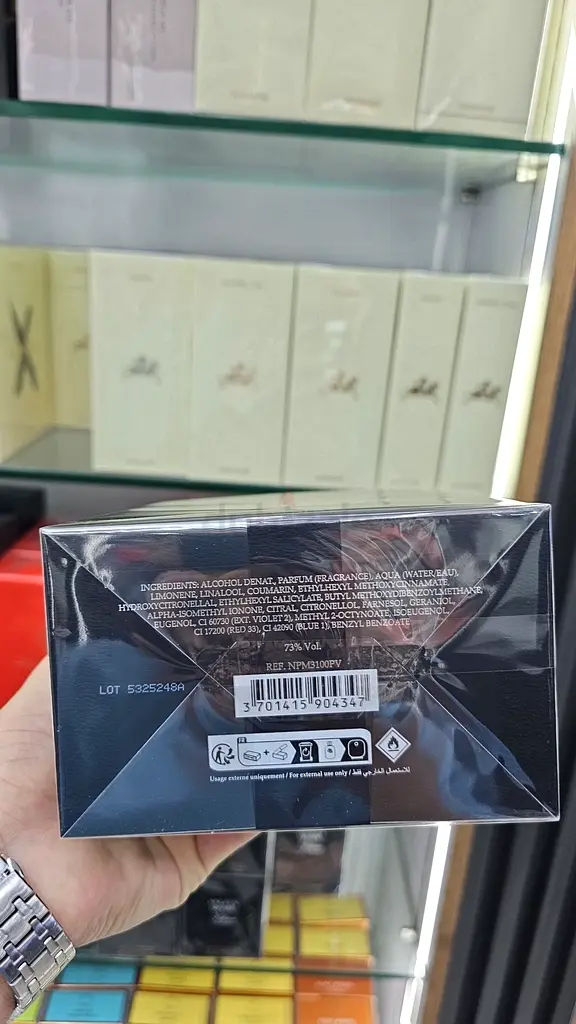 INGREDIENTS: ALCOHOL DENAT., PARFUM (FRAGRANCE), AQUA (WATER/EAU),
LIMONENE, LINALOOL, COUMARIN, ETHYLHEXYL METHOXYCINNAMATE,
HYDROXYCITRONELLAL, ETHYLHEXYL SALICYLATE, BUTYL METHOXYDIBENZOYLMETHANE,
ALPHA-ISOMETHYL IONONE, CITRAL, CITRONELLOL, FARNESOL, GERANIOL,
EUGENOL, CI 60730 (EXT. VIOLET 2), METHYL 2-OCTYNOATE, ISOEUGENOL,
CI 17200 (RED 33), CI 42090 (BLUE 1), BENZYL BENZOATE
73% Vol.
REF. NPM3100PV
LOT 5325248A
3 701415 904347
Usage externe uniquement / For external use only / للاستعمال الخارجي فقط